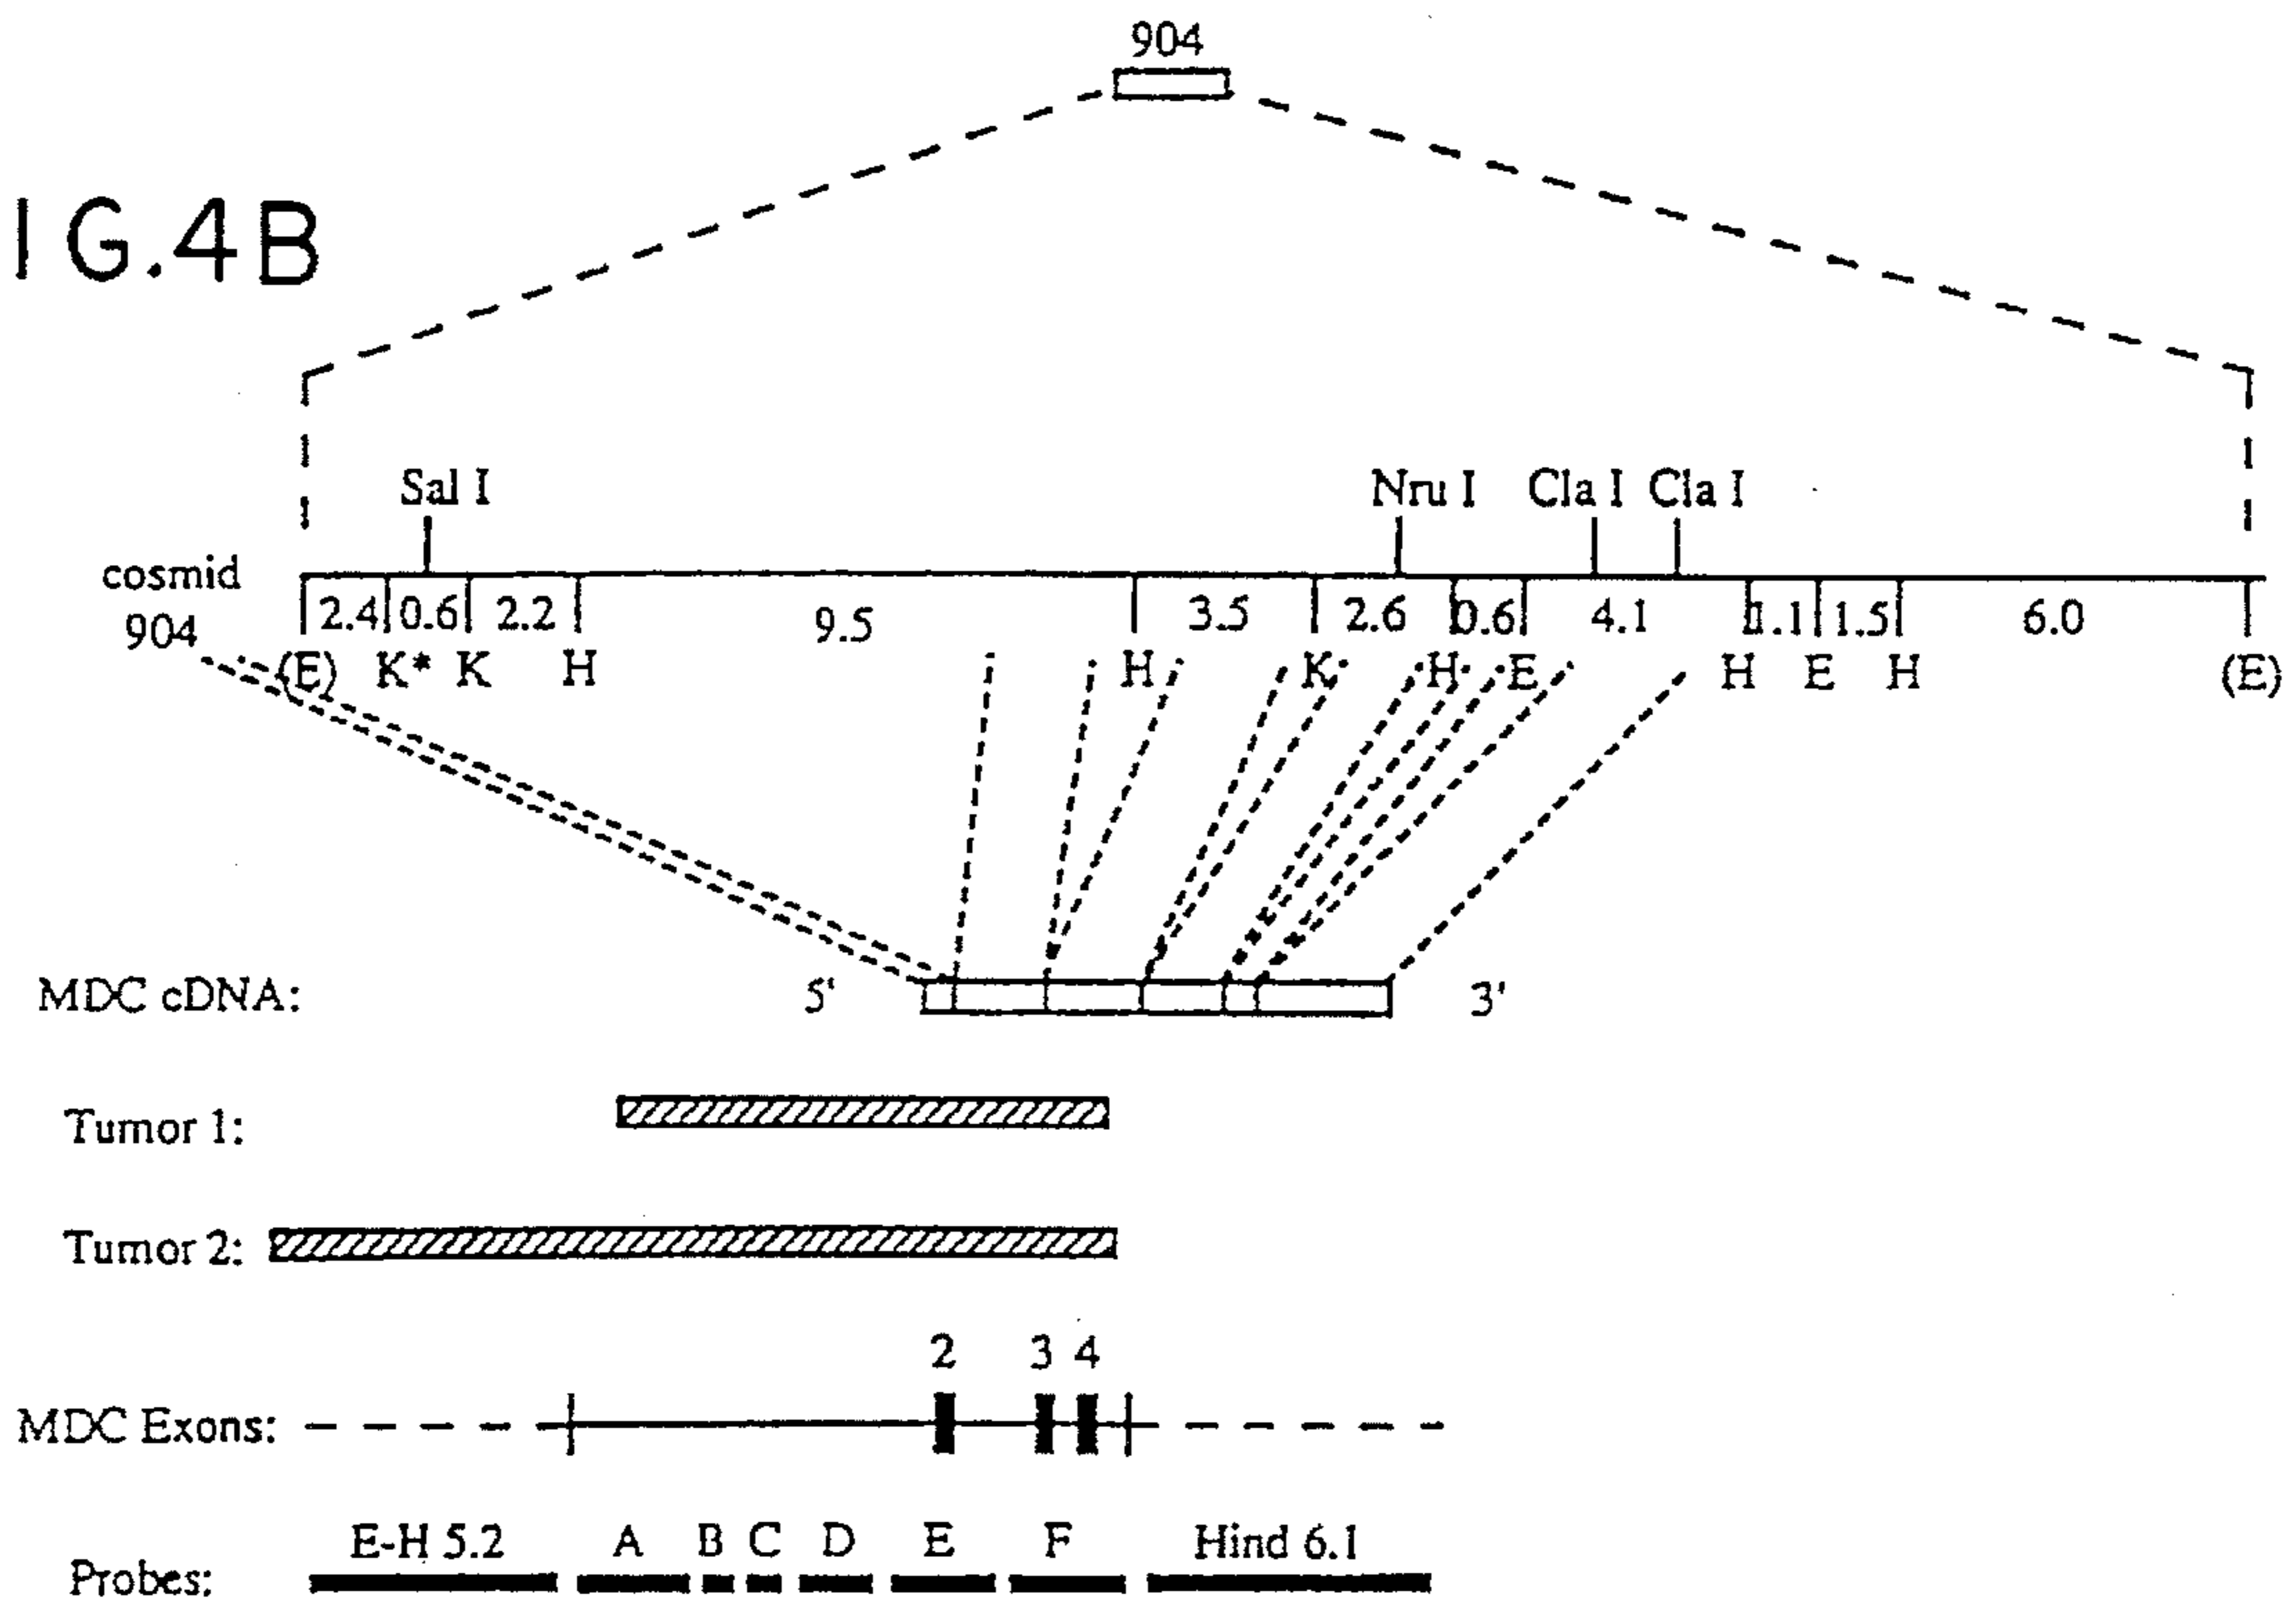 904
IG.4B
Sal I Nru I Cla I Cla I
cosmid
904
2.4 0.6 2.2 9.5 3.5 2.6 0.6 4.1 1.1 1.5 6.0
(E) K* K H H K H E H E H (E)
MDC cDNA: 5' 3'
Tumor 1:
Tumor 2:
2 3 4
MDC Exons:
E-H 5.2 A B C D E F Hind 6.1
Probes: